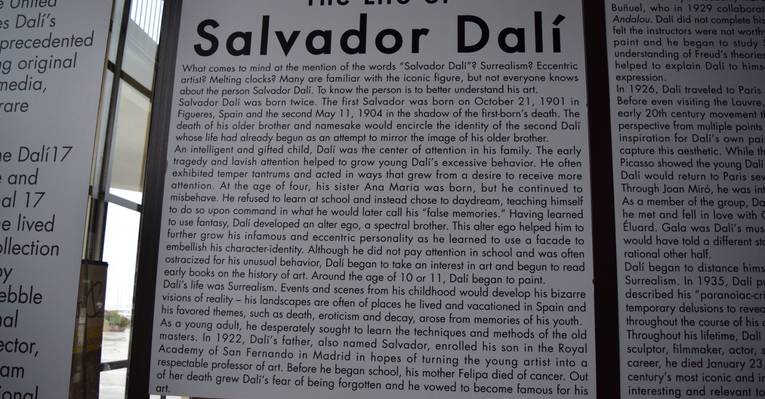 e United
es Dalí's
precedented
g original
media,
rare
he Dalí17
e and
al 17
he lived
ollection
by
ebble
nal
ector,
am
ional
The Life of
Salvador Dalí
What comes to mind at the mention of the words "Salvador Dalí"? Surrealism? Eccentric
artist? Melting clocks? Many are familiar with the iconic figure, but not everyone knows
about the person Salvador Dalí. To know the person is to better understand his art.
Salvador Dalí was born twice. The first Salvador was born on October 21, 1901 in
Figueres, Spain and the second May 11, 1904 in the shadow of the first-born's death. The
death of his older brother and namesake would encircle the identity of the second Dalí
whose life had already begun as an attempt to mirror the image of his older brother.
An intelligent and gifted child, Dalí was the center of attention in his family. The early
tragedy and lavish attention helped to grow young Dalí's excessive behavior. He often
exhibited temper tantrums and acted in ways that grew from a desire to receive more
attention. At the age of four, his sister Ana Maria was born, but he continued to
misbehave. He refused to learn at school and instead chose to daydream, teaching himself
to do so upon command in what he would later call his "false memories." Having learned
to use fantasy, Dalí developed an alter ego, a spectral brother. This alter ego helped him to
further grow his infamous and eccentric personality as he learned to use a facade to
embellish his character-identity. Although he did not pay attention in school and was often
ostracized for his unusual behavior, Dalí began to take an interest in art and begun to read
early books on the history of art. Around the age of 10 or 11, Dalí began to paint.
Dalí's life was Surrealism. Events and scenes from his childhood would develop his bizarre
visions of reality – his landscapes are often of places he lived and vacationed in Spain and
his favored themes, such as death, eroticism and decay, arose from memories of his youth.
As a young adult, he desperately sought to learn the techniques and methods of the old
masters. In 1922, Dalí's father, also named Salvador, enrolled his son in the Royal
Academy of San Fernando in Madrid in hopes of turning the young artist into a
respectable professor of art. Before he began school, his mother Felipa died of cancer. Out
of her death grew Dalí's fear of being forgotten and he vowed to become famous for his
art.
Buñuel, who in 1929 collaborat
Andalou. Dalí did not complete his
felt the instructors were not worthy
paint and he began to study S
understanding of Freud's theories
helped to explain Dalí to himse
expression.
In 1926, Dalí traveled to Paris
Before even visiting the Louvre,
early 20th century movement th
perspective from multiple points
inspiration for Dalí's own pai
capture this aesthetic. While th
Picasso showed the young Dalí
Dalí would return to Paris sev
Through Joan Miró, he was int
As a member of the group, Da
he met and fell in love with G
Éluard. Gala was Dalí's mus
would have told a different sto
rational other half.
Dalí began to distance hims
Surrealism. In 1935, Dalí pu
described his "paranoiac-crit
temporary delusions to revea
throughout the course of his c
Throughout his lifetime, Dalí
sculptor, filmmaker, actor, s
career, he died January 23,
century's most iconic and in
interesting and relevant to